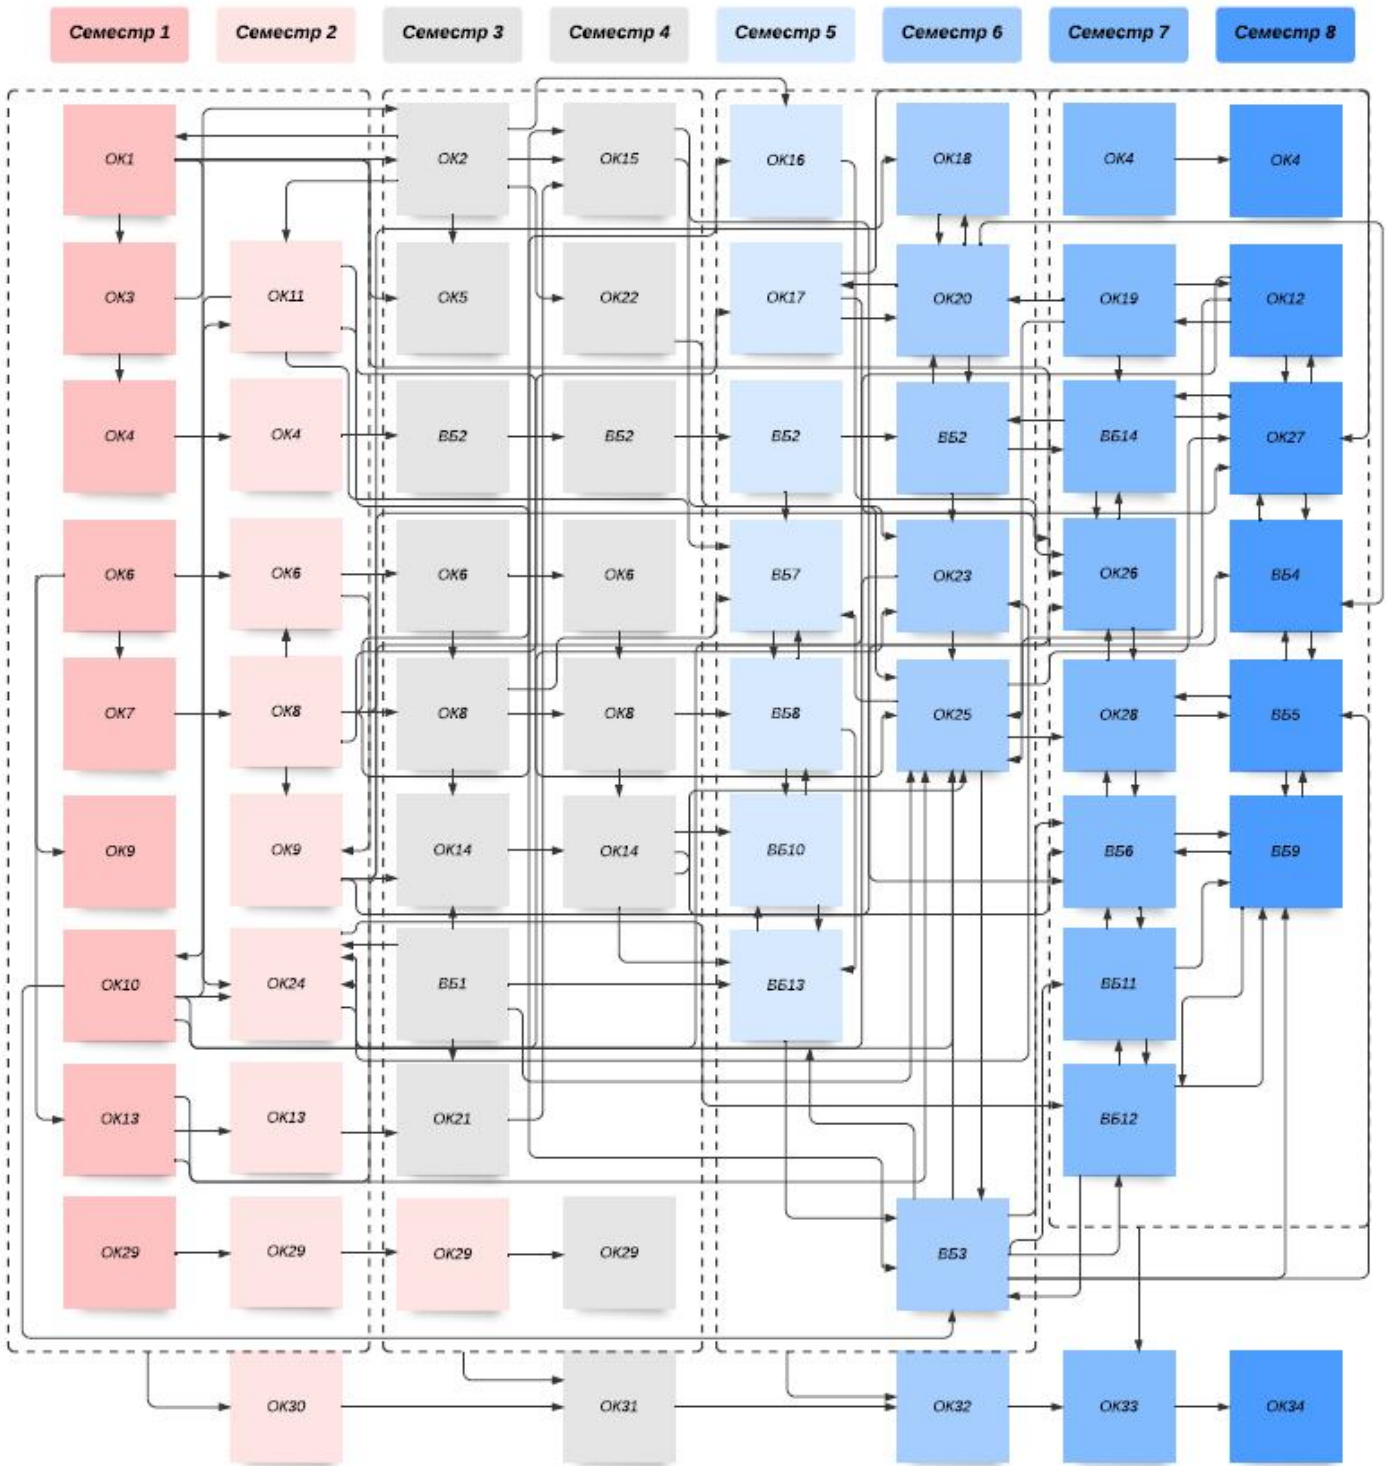 Семестр 1 Семестр 2 Семестр 3 Семестр 4 Семестр 5 Семестр 6 Семестр 7 Семестр 8
ОК1 ОК2 ОК15 ОК16 ОК18 ОК4 ОК4
ОК3 ОК11 ОК5 ОК22 ОК17 ОК20 ОК19 ОК12
ОК4 ОК4 ВБ2 ВБ2 ВБ2 ВБ2 ВБ14 ОК27
ОК6 ОК6 ОК6 ОК6 ВБ7 ОК23 ОК26 ВБ4
ОК7 ОК8 ОК8 ОК8 ВБ8 ОК25 ОК28 ВБ5
ОК9 ОК9 ОК14 ОК14 ВБ10 ВБ6 ВБ9
ОК10 ОК24 ВБ1 ВБ13 ВБ11
ОК13 ОК13 ОК21 ВБ12
ОК29 ОК29 ОК29 ОК29 ВБ3
ОК30 ОК31 ОК32 ОК33 ОК34